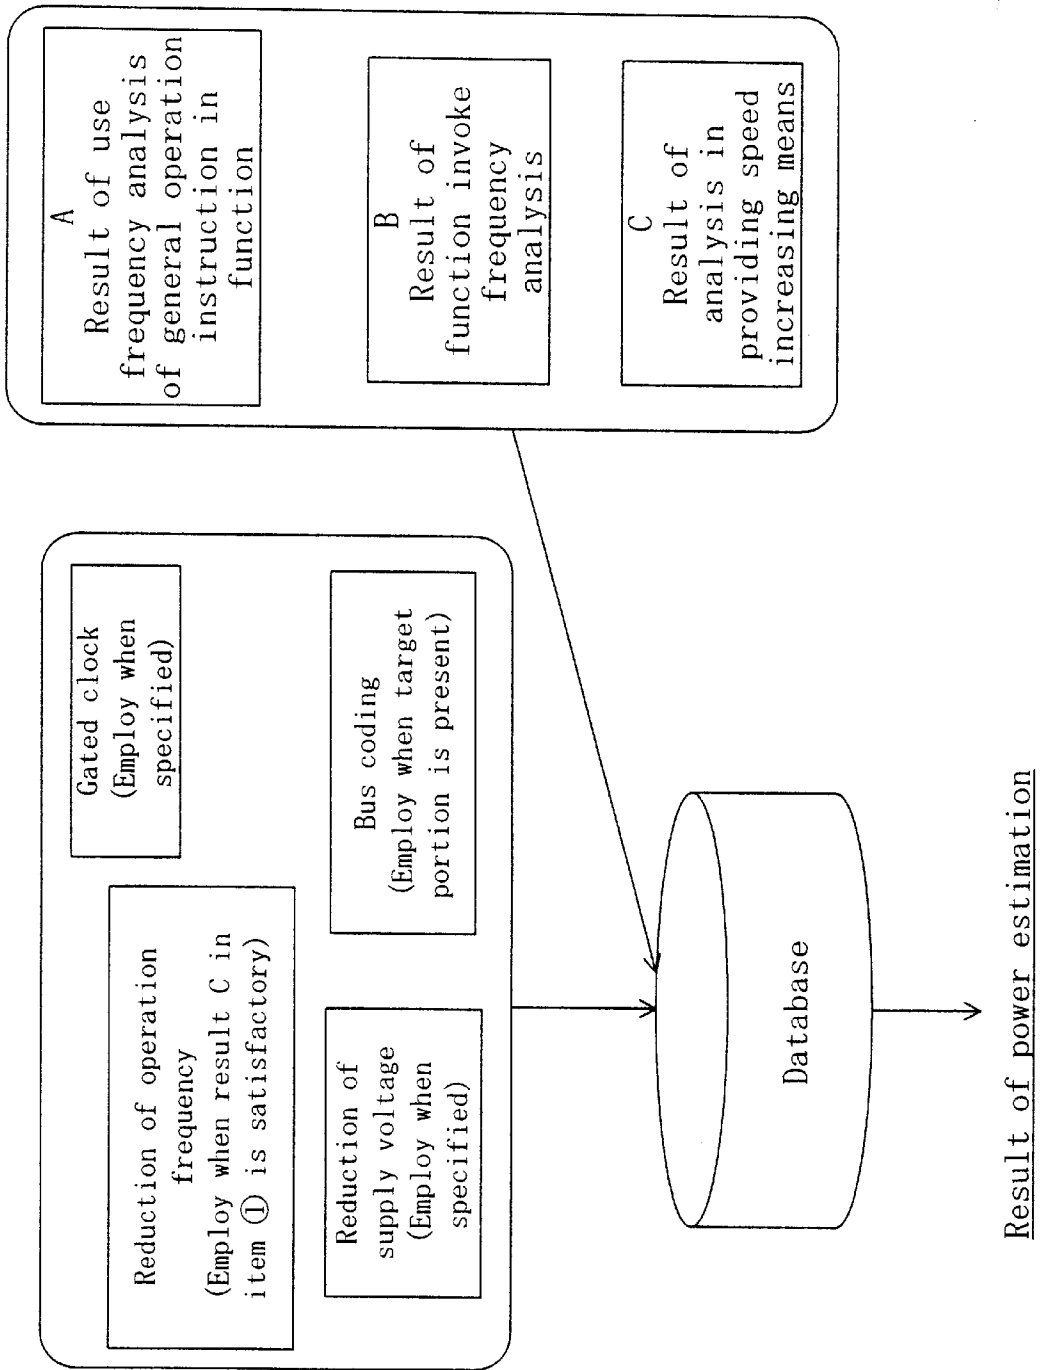 Reduction of operation
frequency
(Employ when result C in
item ① is satisfactory)
Gated clock
(Employ when
specified)
Reduction of
supply voltage
(Employ when
specified)
Bus coding
(Employ when target
portion is present)
A
Result of use
frequency analysis
of general operation
instruction in
function
B
Result of
function invoke
frequency
analysis
C
Result of
analysis in
providing speed
increasing means
Database
Result of power estimation